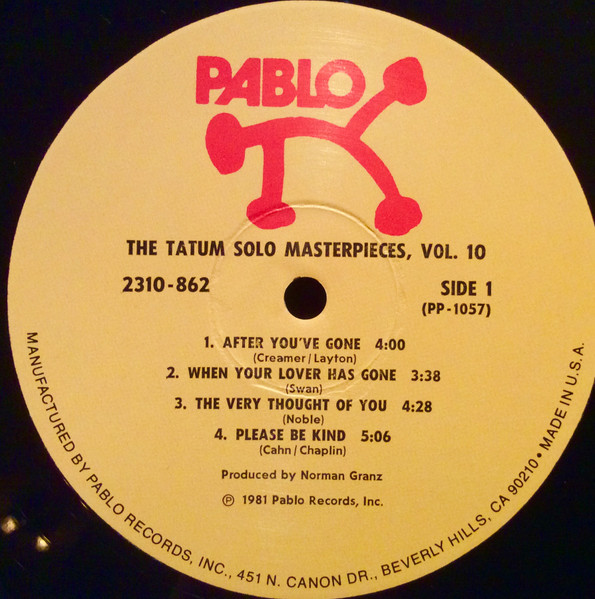 PABLO
THE TATUM SOLO MASTERPIECES, VOL. 10
2310-862 SIDE 1
(PP-1057)
1. AFTER YOU'VE GONE 4:00
(Creamer/Layton)
2. WHEN YOUR LOVER HAS GONE 3:38
(Swan)
3. THE VERY THOUGHT OF YOU 4:28
(Noble)
4. PLEASE BE KIND 5:06
(Cahn/Chaplin)
Produced by Norman Granz
℗ 1981 Pablo Records, Inc.
MANUFACTURED BY PABLO RECORDS, INC., 451 N. CANON DR., BEVERLY HILLS, CA 90210 • MADE IN U.S.A.